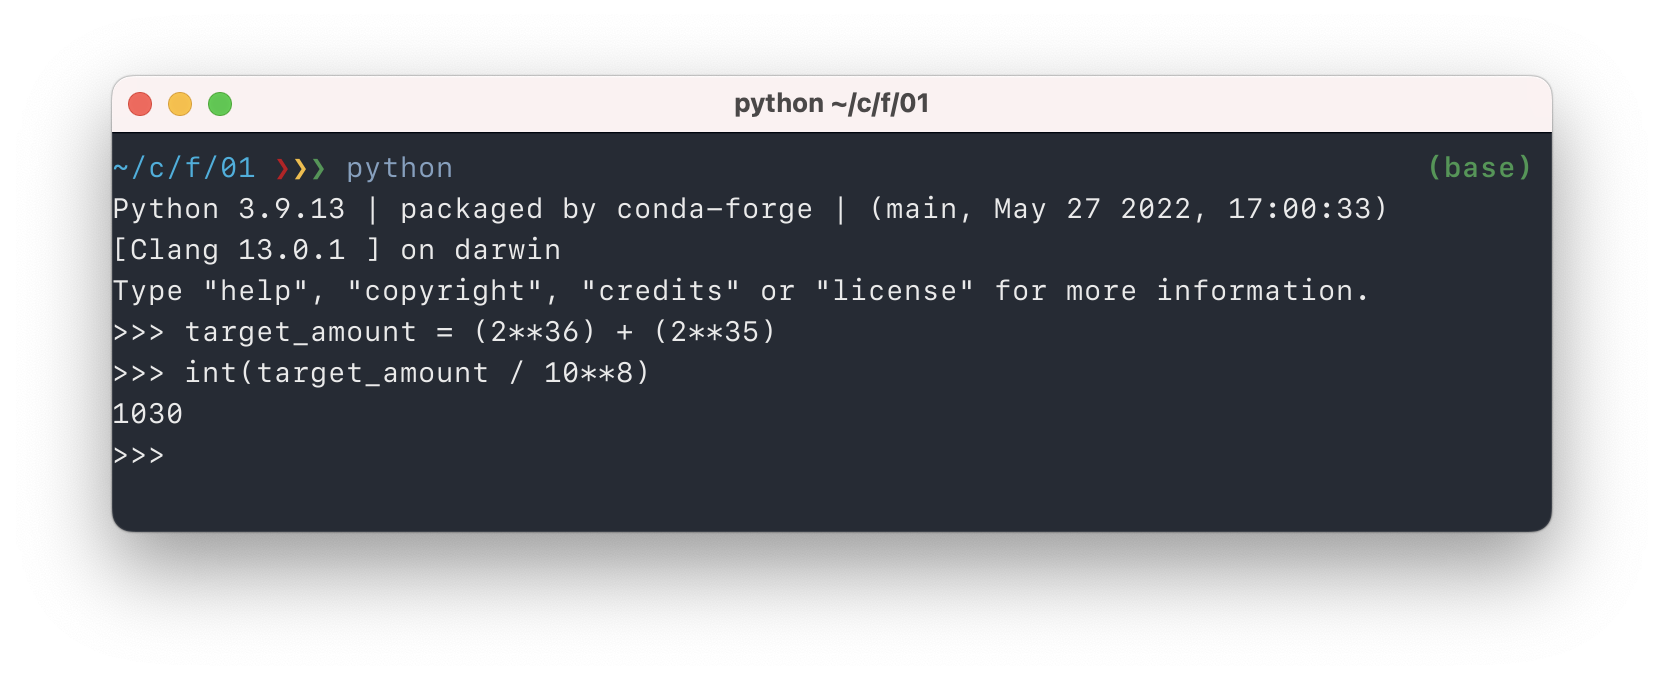 python ~/c/f/01
~/c/f/01 ❯❯❯ python (base)
Python 3.9.13 | packaged by conda-forge | (main, May 27 2022, 17:00:33)
[Clang 13.0.1 ] on darwin
Type "help", "copyright", "credits" or "license" for more information.
>>> target_amount = (2**36) + (2**35)
>>> int(target_amount / 10**8)
1030
>>>